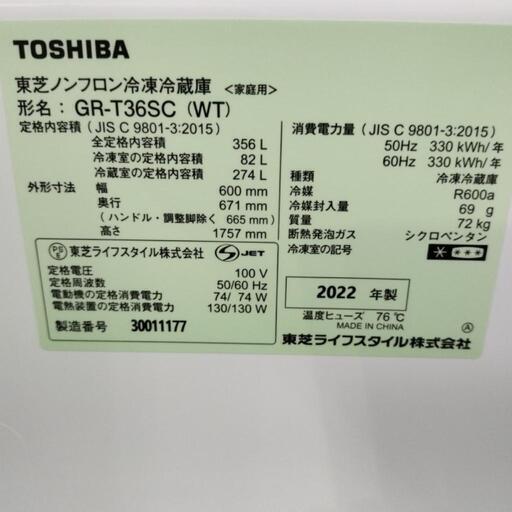 TOSHIBA
東芝ノンフロン冷凍冷蔵庫 <家庭用>
形名: GR-T36SC (WT)
定格内容積 (JIS C 9801-3:2015)
全定格内容積 356 L
冷凍室の定格内容積 82 L
冷蔵室の定格内容積 274 L
外形寸法 幅 600 mm
奥行 671 mm
(ハンドル・調整脚除く 665 mm)
高さ 1757 mm
PS E 東芝ライフスタイル株式会社 S JET
定格電圧 100 V
定格周波数 50/60 Hz
電動機の定格消費電力 74/ 74 W
電熱装置の定格消費電力 130/130 W
製造番号 30011177
消費電力量 (JIS C 9801-3:2015)
50Hz 330 kWh/年
60Hz 330 kWh/年
種類 冷凍冷蔵庫
冷媒 R600a
冷媒封入量 69 g
質量 72 kg
断熱発泡ガス シクロペンタン
冷凍室の記号 * ***
2022 年製
温度ヒューズ 76 ℃
MADE IN CHINA Ⓐ
東芝ライフスタイル株式会社